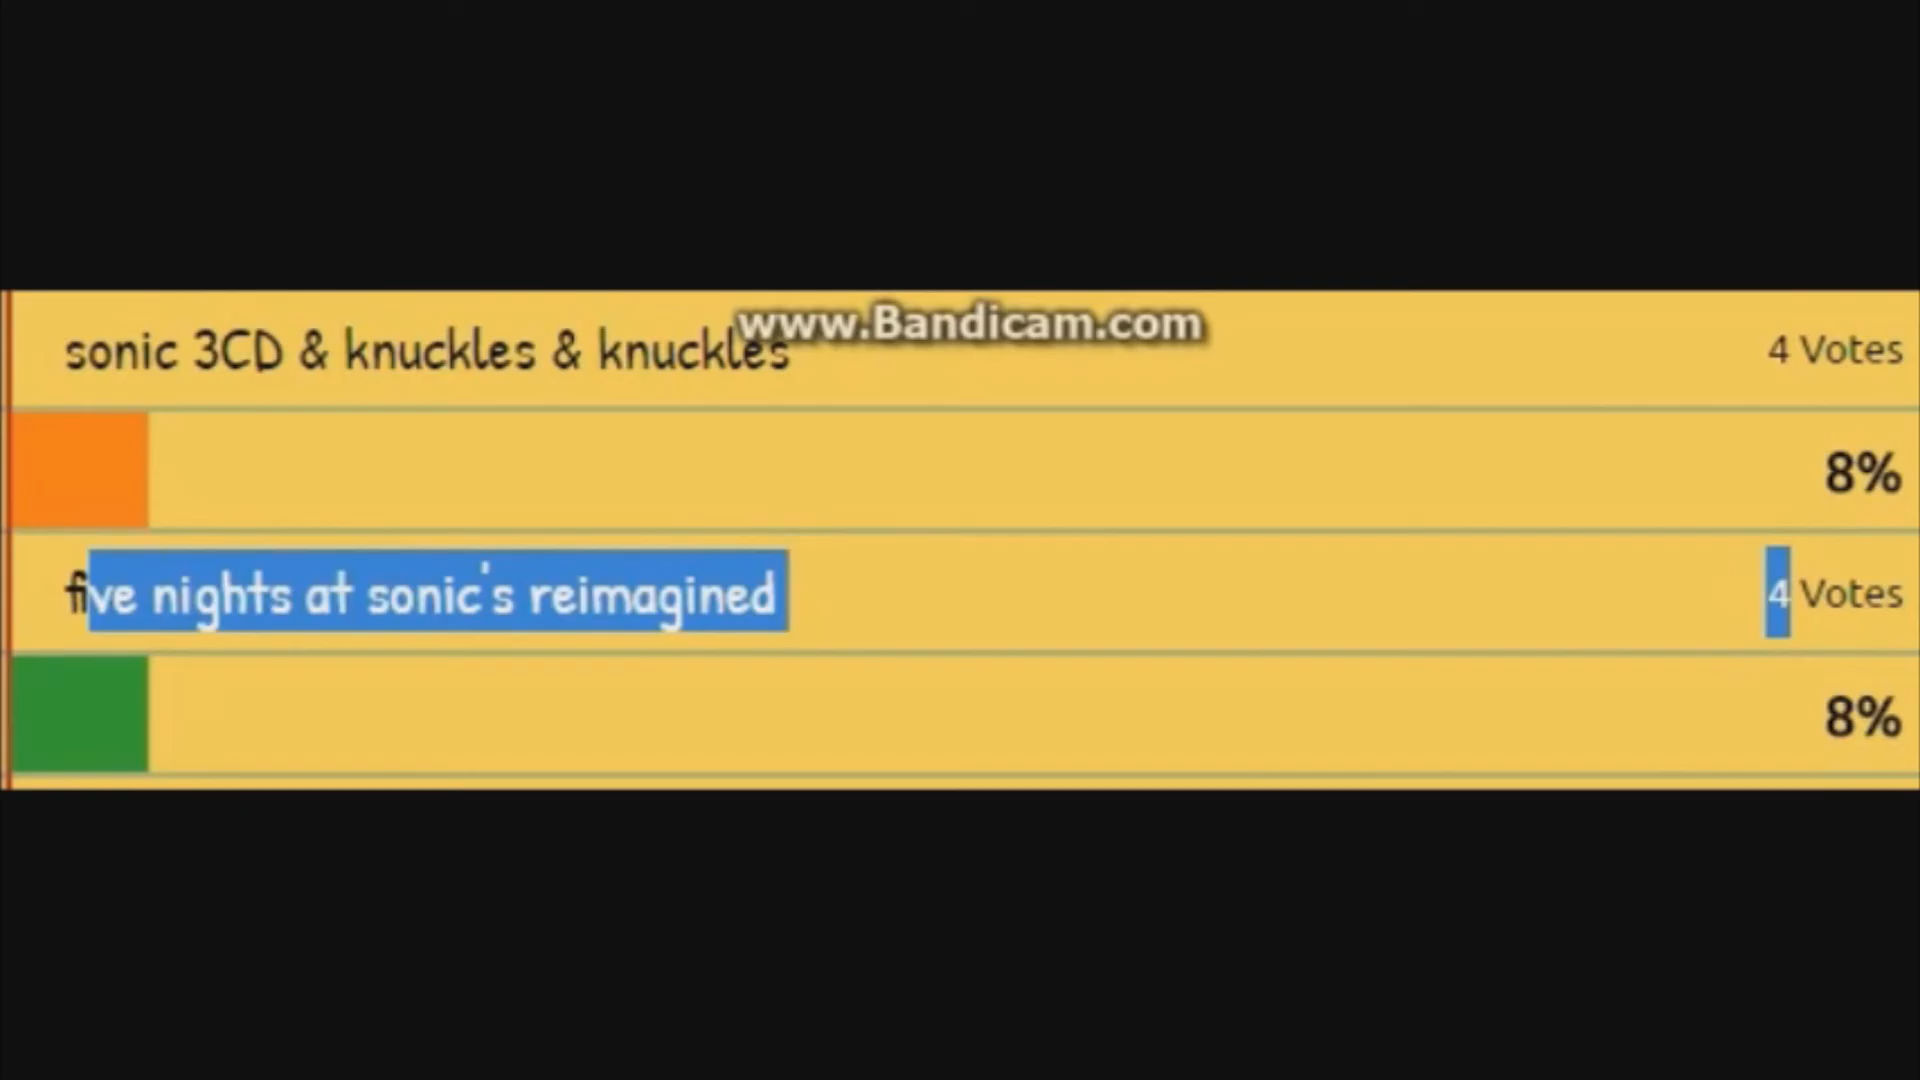 www.Bandicam.com
sonic 3CD & knuckles & knuckles 4 Votes
8%
five nights at sonic's reimagined 4 Votes
8%